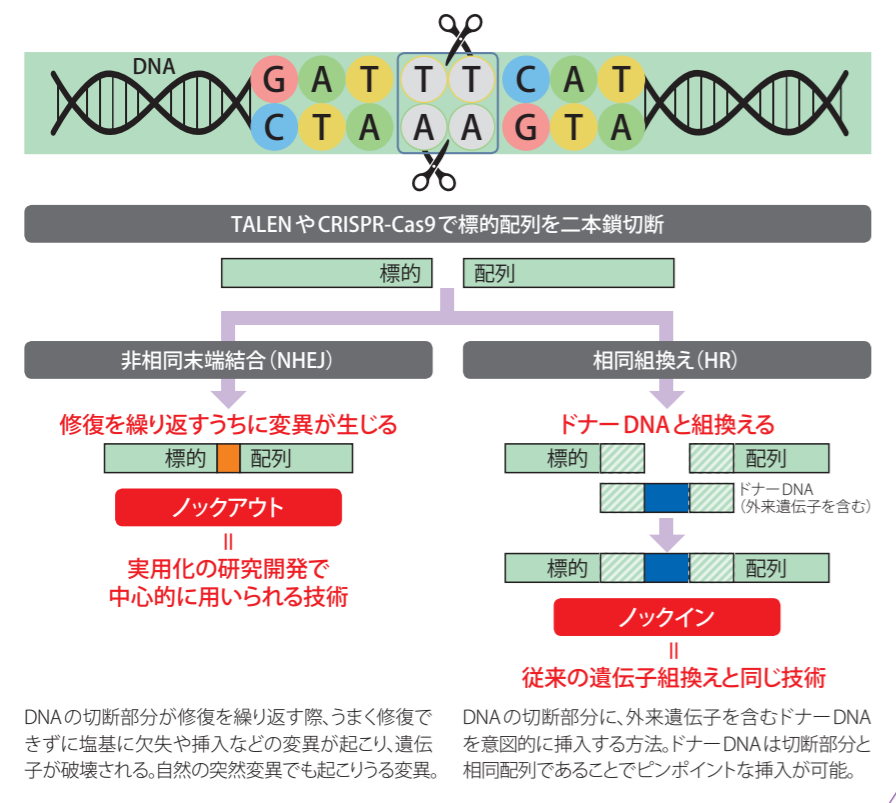 DNA
G A T T T C A T
C T A A A G T A
TALENやCRISPR-Cas9で標的配列を二本鎖切断
標的 配列
非相同末端結合（NHEJ）
修復を繰り返すうちに変異が生じる
標的 配列
ノックアウト
＝
実用化の研究開発で
中心的に用いられる技術
DNAの切断部分が修復を繰り返す際、うまく修復で
きずに塩基に欠失や挿入などの変異が起こり、遺伝
子が破壊される。自然の突然変異でも起こりうる変異。
相同組換え（HR）
ドナーDNAと組換える
標的 配列
ドナーDNA
（外来遺伝子を含む）
標的 配列
ノックイン
＝
従来の遺伝子組換えと同じ技術
DNAの切断部分に、外来遺伝子を含むドナーDNA
を意図的に挿入する方法。ドナーDNAは切断部分と
相同配列であることでピンポイントな挿入が可能。